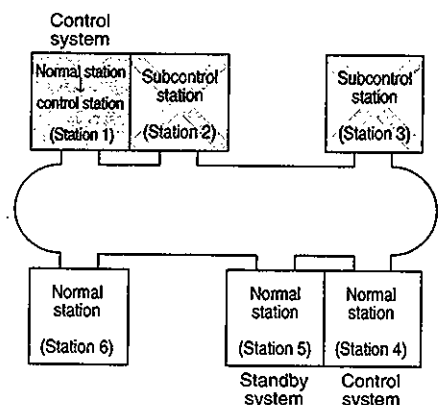 Control
system
Normal station
control station
(Station 1)
Subcontrol
station
(Station 2)
Subcontrol
station
(Station 3)
Normal
station
(Station 6)
Normal
station
(Station 5)
Normal
station
(Station 4)
Standby
system
Control
system